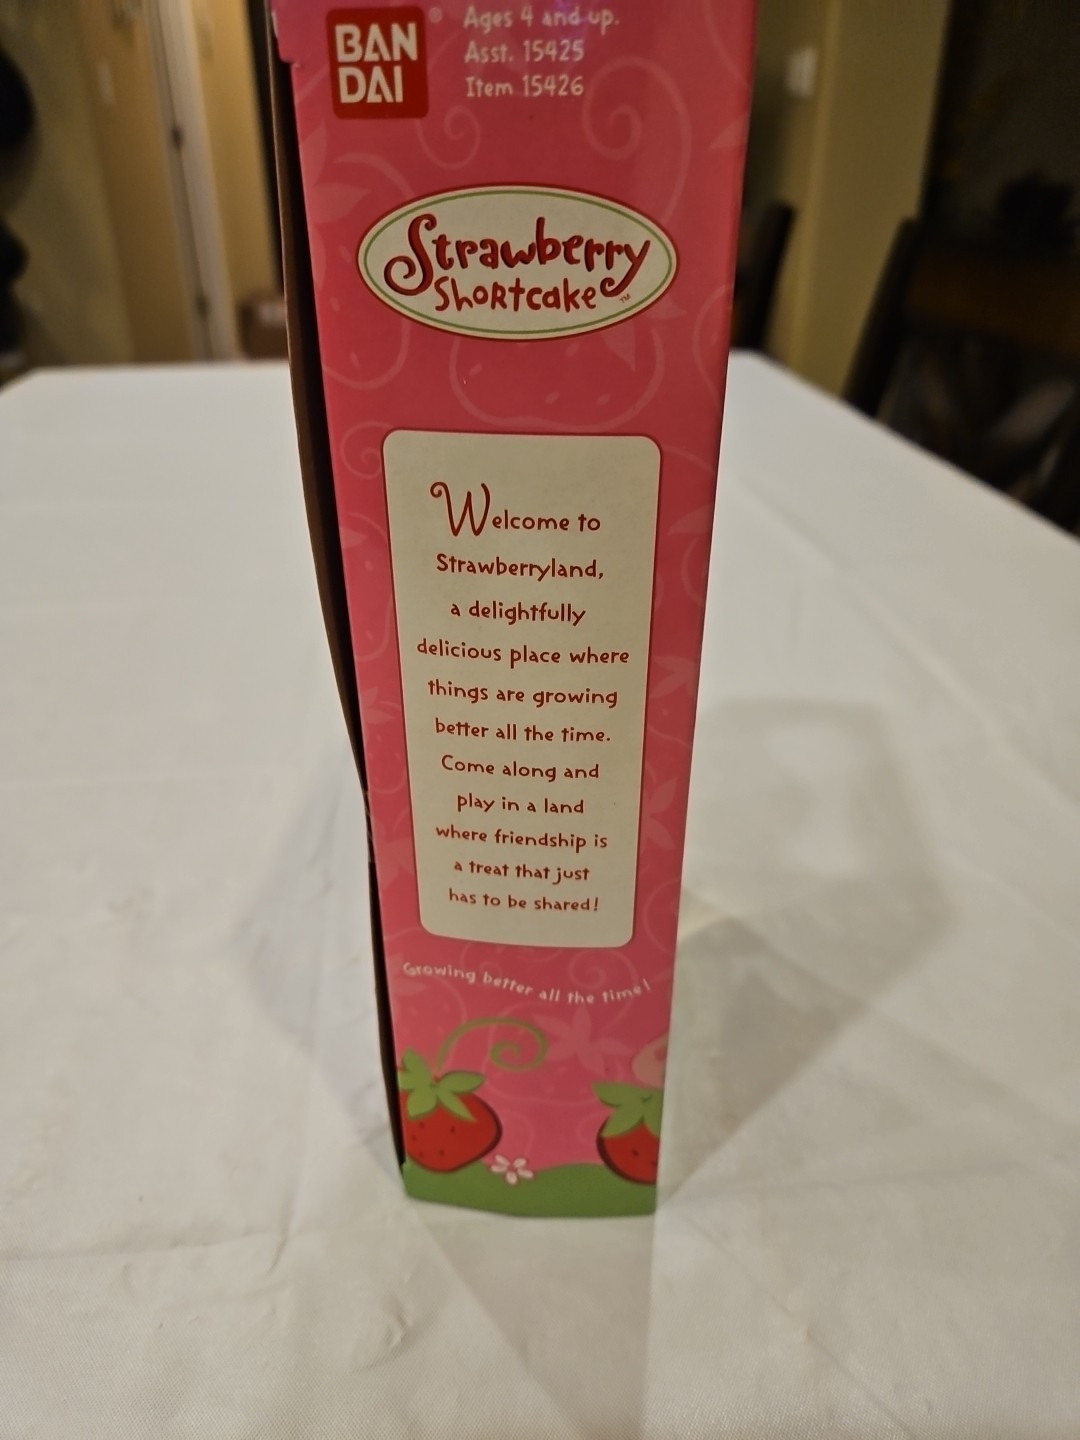 BAN
DAI
®
Ages 4 and up.
Asst. 15425
Item 15426
Strawberry
Shortcake™
Welcome to
Strawberryland,
a delightfully
delicious place where
things are growing
better all the time.
Come along and
play in a land
where friendship is
a treat that just
has to be shared!
Growing better all the time!